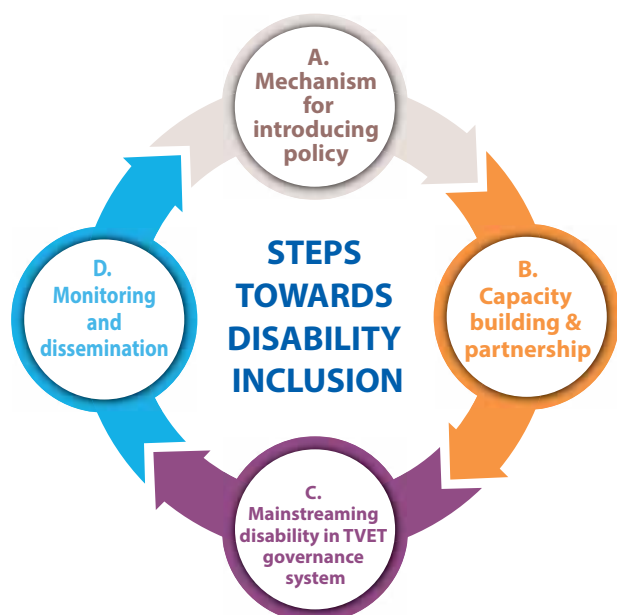 A.
Mechanism
for
introducing
policy
STEPS
TOWARDS
DISABILITY
INCLUSION
B.
Capacity
building &
partnership
C.
Mainstreaming
disability in TVET
governance
system
D.
Monitoring
and
dissemination